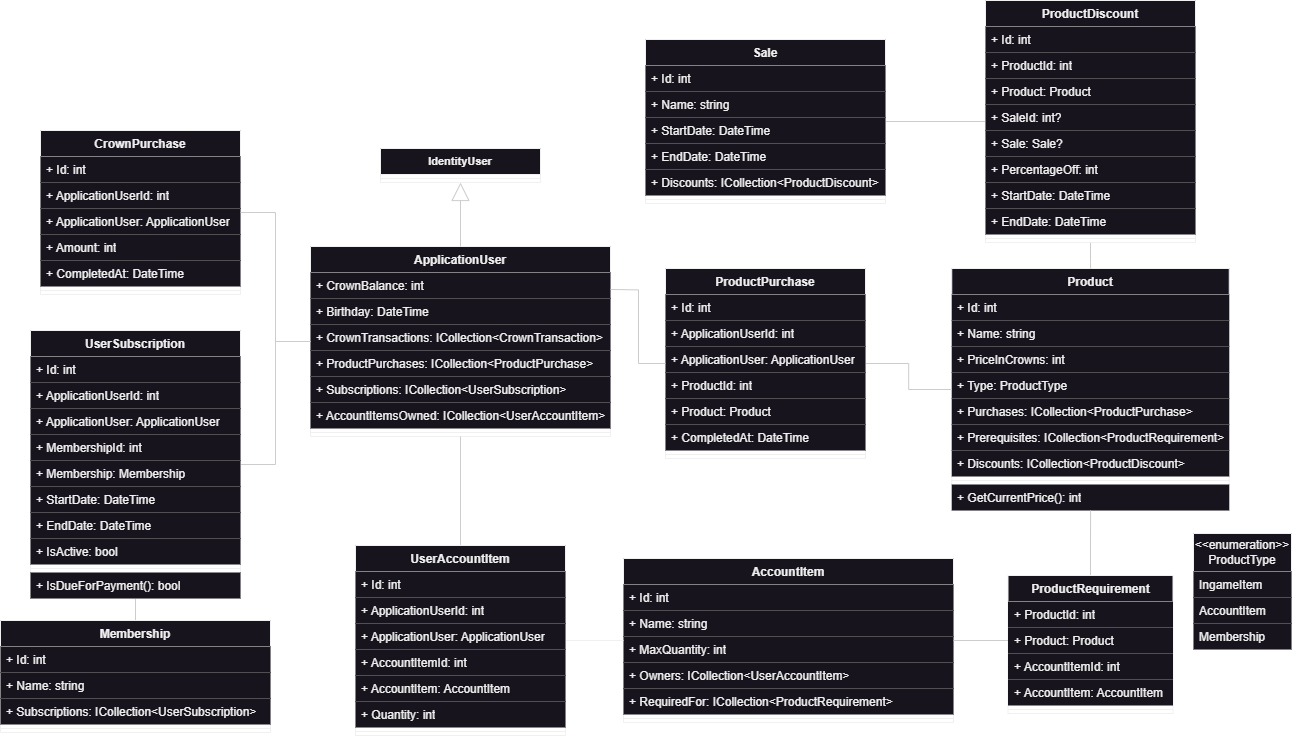 ProductDiscount
+ Id: int
+ ProductId: int
+ Product: Product
+ SaleId: int?
+ Sale: Sale?
+ PercentageOff: int
+ StartDate: DateTime
+ EndDate: DateTime
Sale
+ Id: int
+ Name: string
+ StartDate: DateTime
+ EndDate: DateTime
+ Discounts: ICollection<ProductDiscount>
CrownPurchase
+ Id: int
+ ApplicationUserId: int
+ ApplicationUser: ApplicationUser
+ Amount: int
+ CompletedAt: DateTime
IdentityUser
ApplicationUser
+ CrownBalance: int
+ Birthday: DateTime
+ CrownTransactions: ICollection<CrownTransaction>
+ ProductPurchases: ICollection<ProductPurchase>
+ Subscriptions: ICollection<UserSubscription>
+ AccountItemsOwned: ICollection<UserAccountItem>
ProductPurchase
+ Id: int
+ ApplicationUserId: int
+ ApplicationUser: ApplicationUser
+ ProductId: int
+ Product: Product
+ CompletedAt: DateTime
Product
+ Id: int
+ Name: string
+ PriceInCrowns: int
+ Type: ProductType
+ Purchases: ICollection<ProductPurchase>
+ Prerequisites: ICollection<ProductRequirement>
+ Discounts: ICollection<ProductDiscount>
+ GetCurrentPrice(): int
UserSubscription
+ Id: int
+ ApplicationUserId: int
+ ApplicationUser: ApplicationUser
+ MembershipId: int
+ Membership: Membership
+ StartDate: DateTime
+ EndDate: DateTime
+ IsActive: bool
+ IsDueForPayment(): bool
Membership
+ Id: int
+ Name: string
+ Subscriptions: ICollection<UserSubscription>
UserAccountItem
+ Id: int
+ ApplicationUserId: int
+ ApplicationUser: ApplicationUser
+ AccountItemId: int
+ AccountItem: AccountItem
+ Quantity: int
AccountItem
+ Id: int
+ Name: string
+ MaxQuantity: int
+ Owners: ICollection<UserAccountItem>
+ RequiredFor: ICollection<ProductRequirement>
ProductRequirement
+ ProductId: int
+ Product: Product
+ AccountItemId: int
+ AccountItem: AccountItem
<<enumeration>>
ProductType
IngameItem
AccountItem
Membership